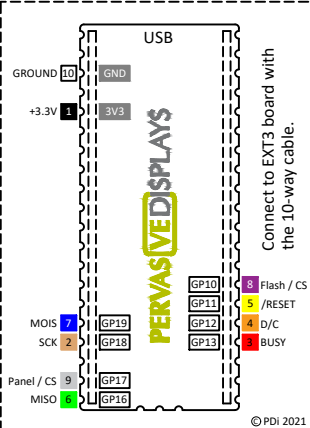 USB
GROUND 10 GND
+3.3V 1 3V3
PERVASIVE DISPLAYS
Connect to EXT3 board with
the 10-way cable.
GP10 8 Flash / CS
GP11 5 /RESET
MOIS 7 GP19 GP12 4 D/C
SCK 2 GP18 GP13 3 BUSY
Panel / CS 9 GP17
MISO 6 GP16
© PDi 2021